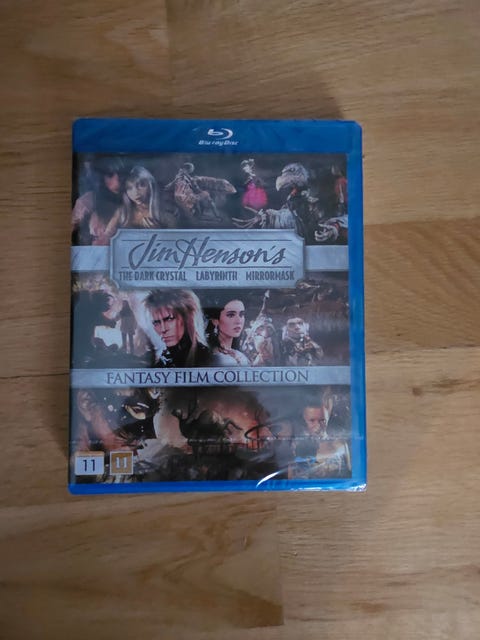 Blu-ray Disc
Jim Henson's
THE DARK CRYSTAL LABYRINTH MIRRORMASK
FANTASY FILM COLLECTION
11 11